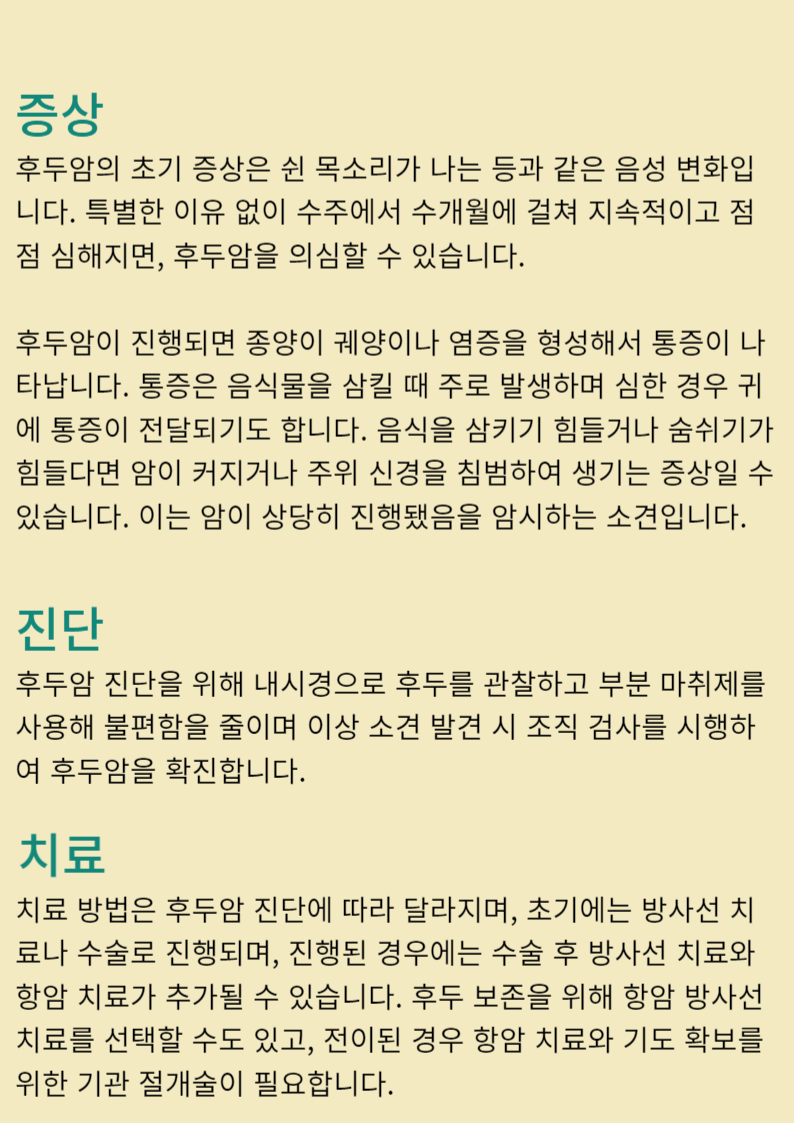 증상
후두암의 초기 증상은 쉰 목소리가 나는 등과 같은 음성 변화입
니다. 특별한 이유 없이 수주에서 수개월에 걸쳐 지속적이고 점
점 심해지면, 후두암을 의심할 수 있습니다.
후두암이 진행되면 종양이 궤양이나 염증을 형성해서 통증이 나
타납니다. 통증은 음식물을 삼킬 때 주로 발생하며 심한 경우 귀
에 통증이 전달되기도 합니다. 음식을 삼키기 힘들거나 숨쉬기가
힘들다면 암이 커지거나 주위 신경을 침범하여 생기는 증상일 수
있습니다. 이는 암이 상당히 진행됐음을 암시하는 소견입니다.
진단
후두암 진단을 위해 내시경으로 후두를 관찰하고 부분 마취제를
사용해 불편함을 줄이며 이상 소견 발견 시 조직 검사를 시행하
여 후두암을 확진합니다.
치료
치료 방법은 후두암 진단에 따라 달라지며, 초기에는 방사선 치
료나 수술로 진행되며, 진행된 경우에는 수술 후 방사선 치료와
항암 치료가 추가될 수 있습니다. 후두 보존을 위해 항암 방사선
치료를 선택할 수도 있고, 전이된 경우 항암 치료와 기도 확보를
위한 기관 절개술이 필요합니다.